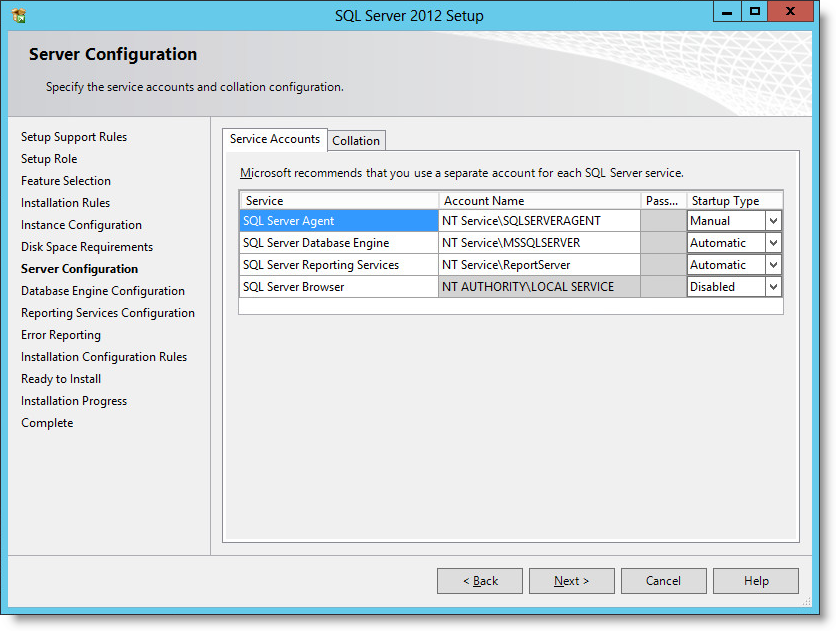 SQL Server 2012 Setup
Server Configuration
Specify the service accounts and collation configuration.
Setup Support Rules
Setup Role
Feature Selection
Installation Rules
Instance Configuration
Disk Space Requirements
Server Configuration
Database Engine Configuration
Reporting Services Configuration
Error Reporting
Installation Configuration Rules
Ready to Install
Installation Progress
Complete
Service Accounts Collation
Microsoft recommends that you use a separate account for each SQL Server service.
Service Account Name Pass... Startup Type
SQL Server Agent NT Service\SQLSERVERAGENT Manual
SQL Server Database Engine NT Service\MSSQLSERVER Automatic
SQL Server Reporting Services NT Service\ReportServer Automatic
SQL Server Browser NT AUTHORITY\LOCAL SERVICE Disabled
< Back Next > Cancel Help